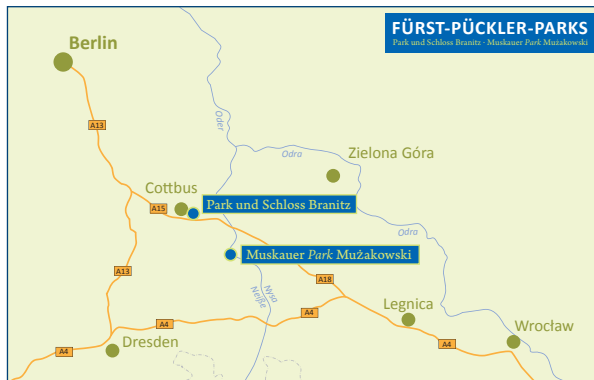 FÜRST-PÜCKLER-PARKS
Park und Schloss Branitz · Muskauer Park Mużakowski
Berlin
Oder
A13
Odra
Zielona Góra
Cottbus
A15
Park und Schloss Branitz
Odra
Muskauer Park Mużakowski
A13
A18
Nysa
Neiße
Legnica
A4
A4
Wrocław
Dresden
A4
A4